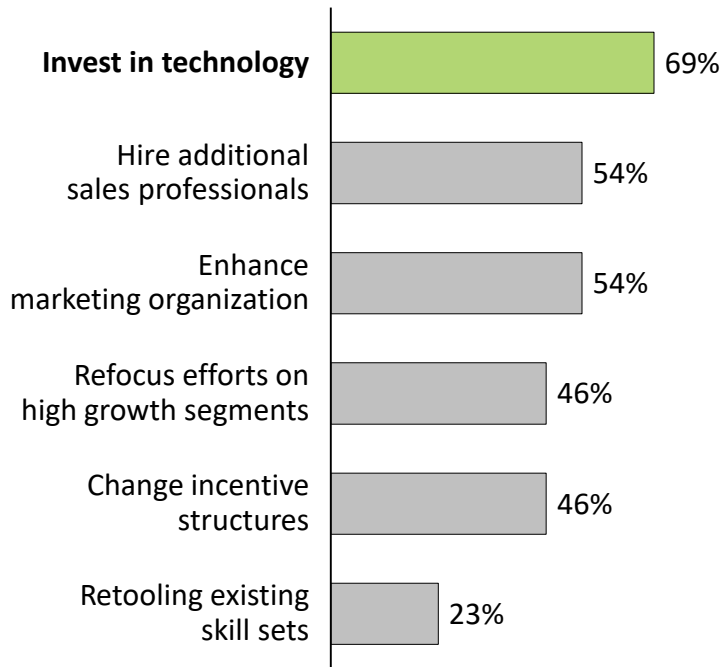 Invest in technology
69%
Hire additional
sales professionals
54%
Enhance
marketing organization
54%
Refocus efforts on
high growth segments
46%
Change incentive
structures
46%
Retooling existing
skill sets
23%